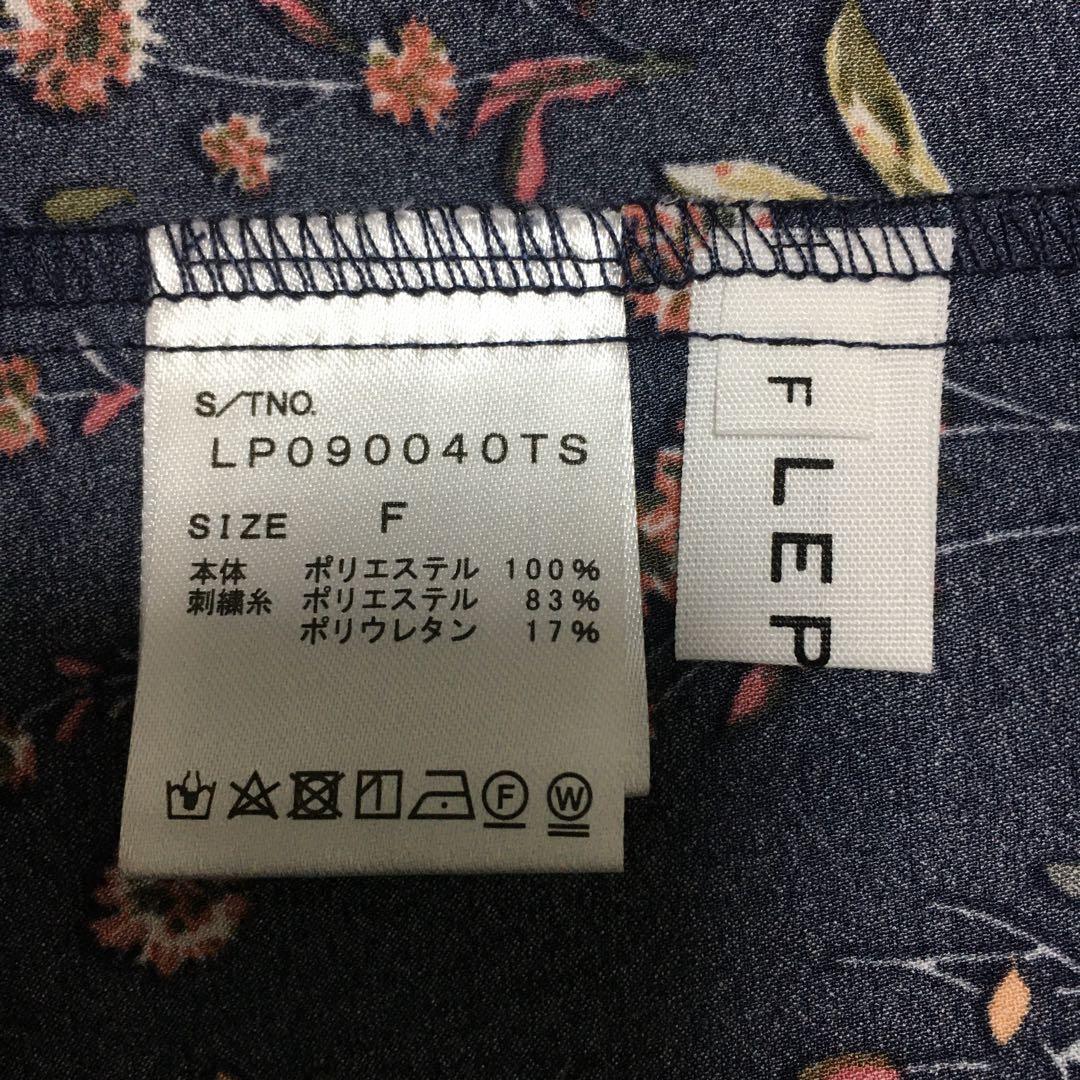 S/TNO.
LP090040TS
SIZE F
本体 ポリエステル 100%
刺繍糸 ポリエステル 83%
ポリウレタン 17%
F W
F
LEP